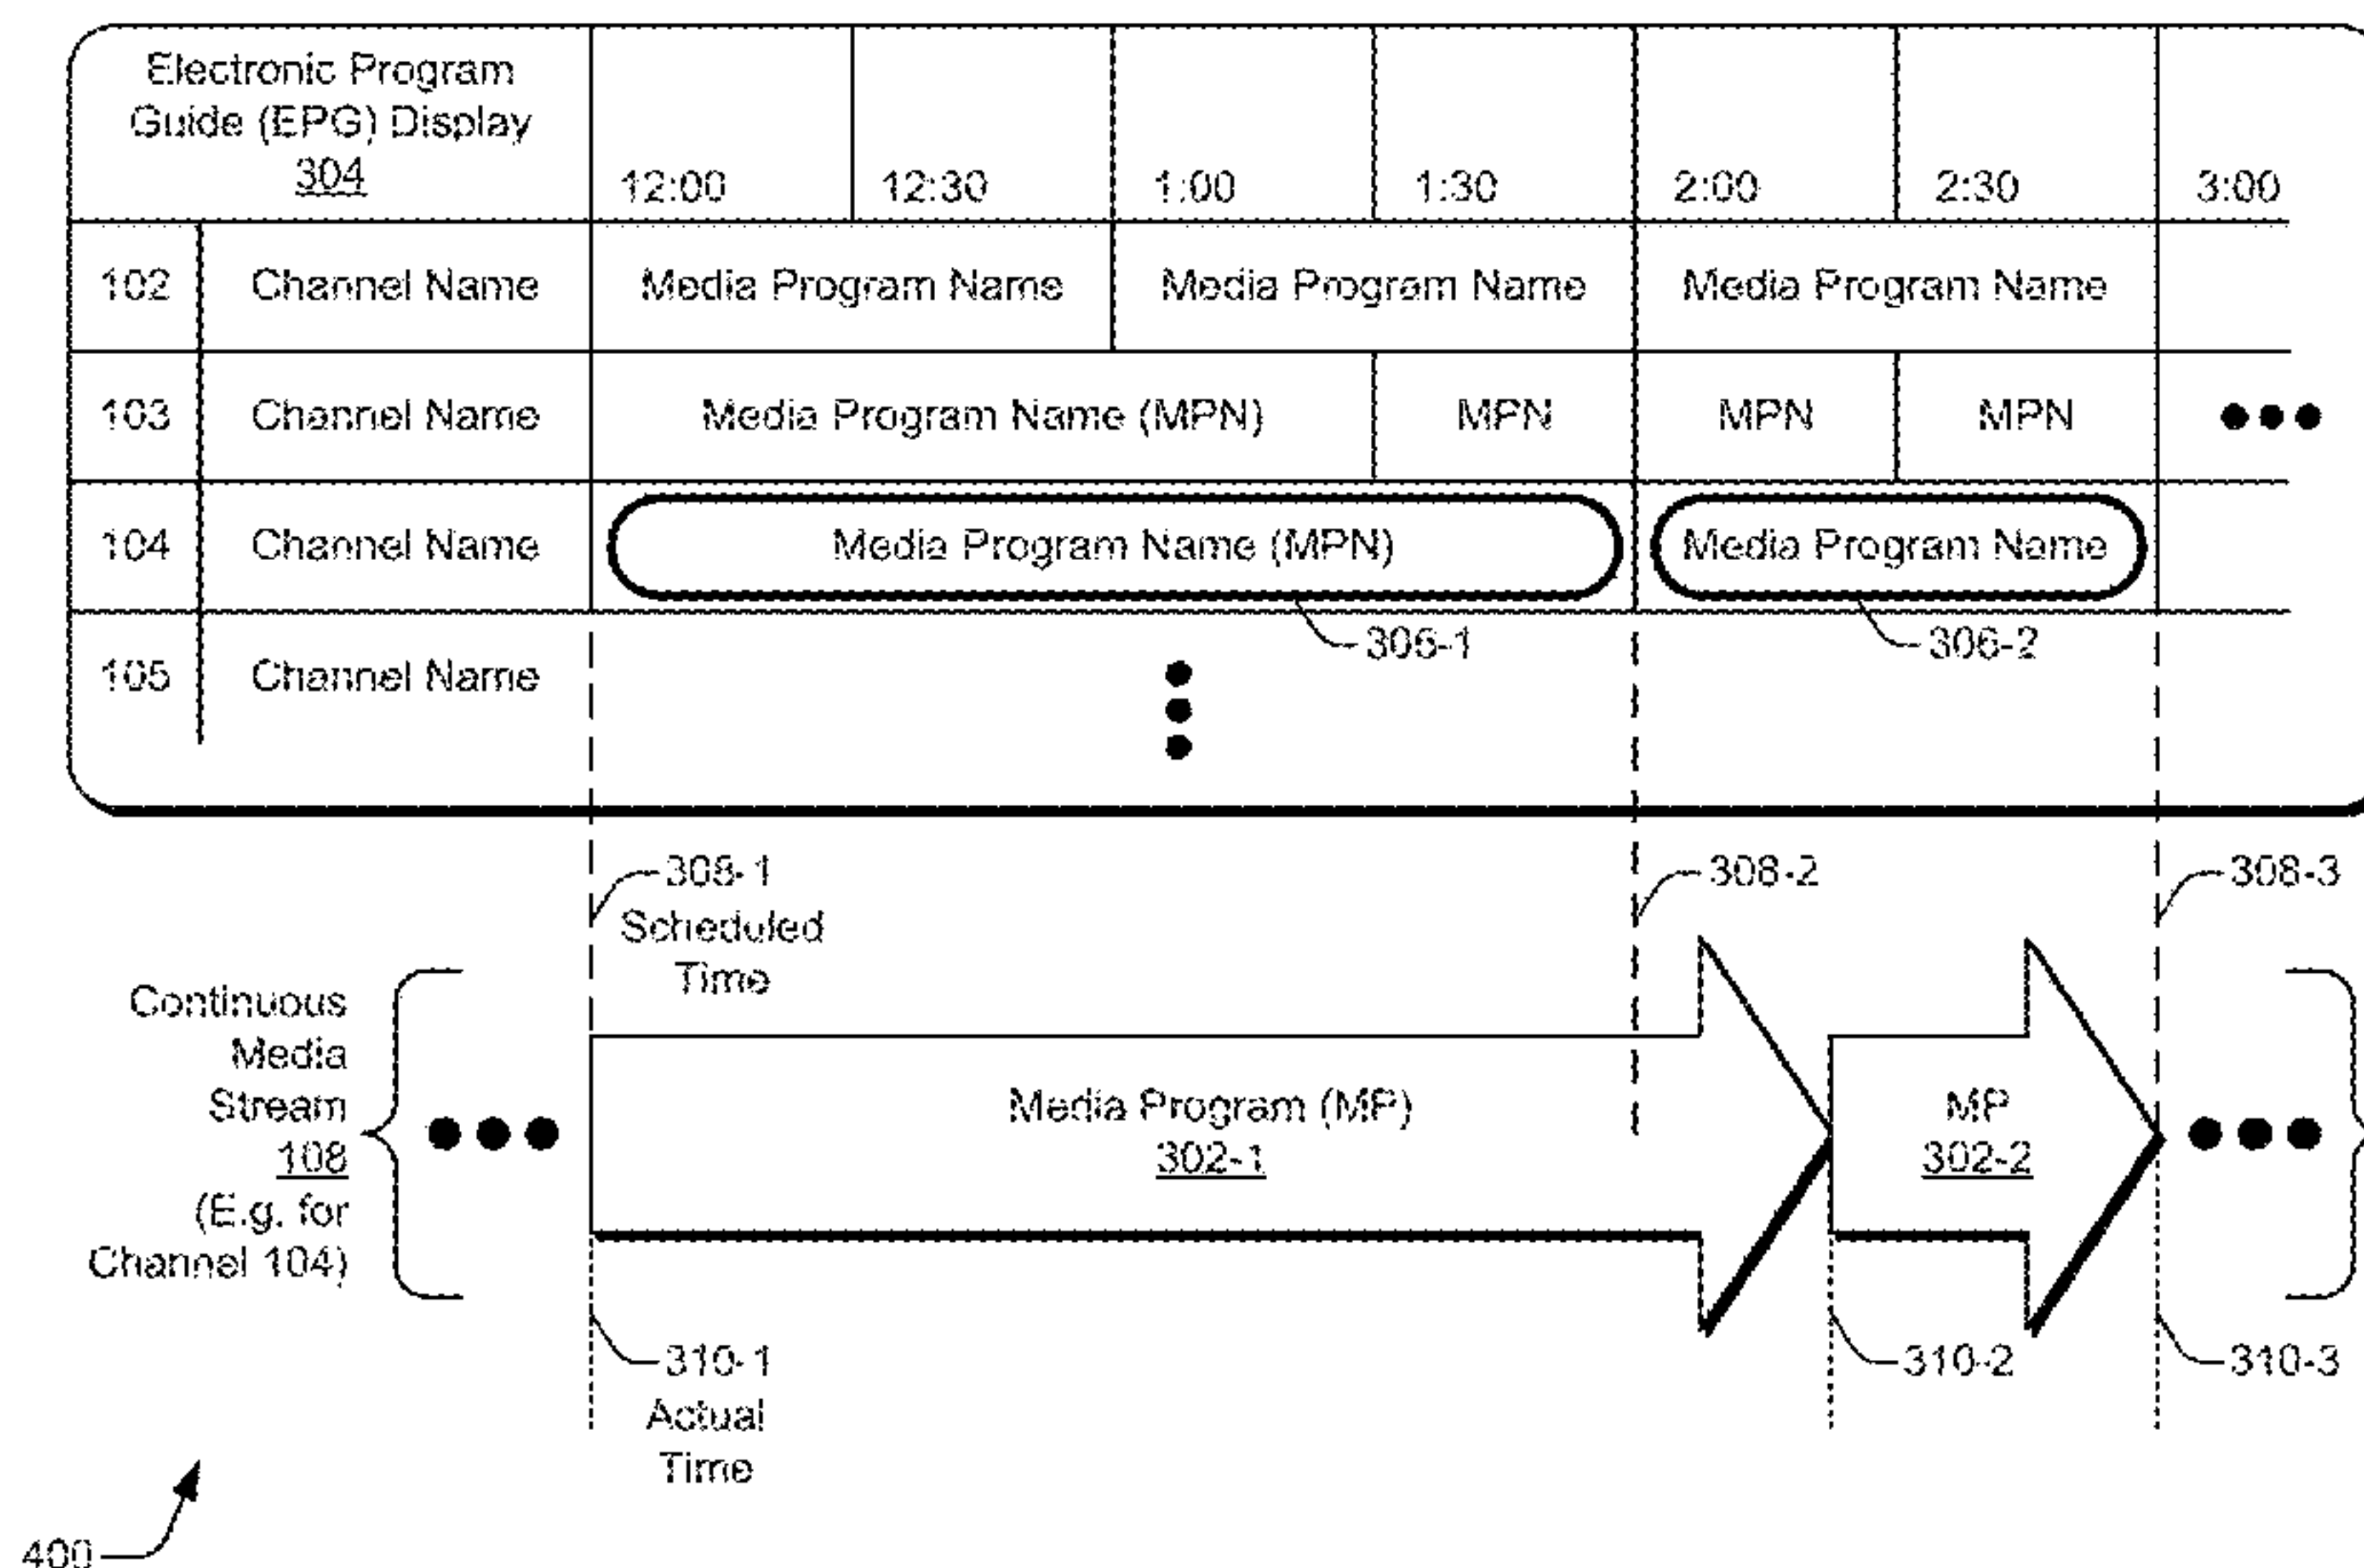 Electronic Program
Guide (EPG) Display
304
12:00 12:30 1:00 1:30 2:00 2:30 3:00
102 Channel Name Media Program Name Media Program Name Media Program Name
103 Channel Name Media Program Name (MPN) MPN MPN MPN
104 Channel Name Media Program Name (MPN) Media Program Name
306-1 306-2
105 Channel Name
308-1 308-2 308-3
Scheduled
Time
Continuous
Media
Stream
108
(E.g. for
Channel 104)
Media Program (MP)
302-1
MP
302-2
310-1 310-2 310-3
Actual
Time
400